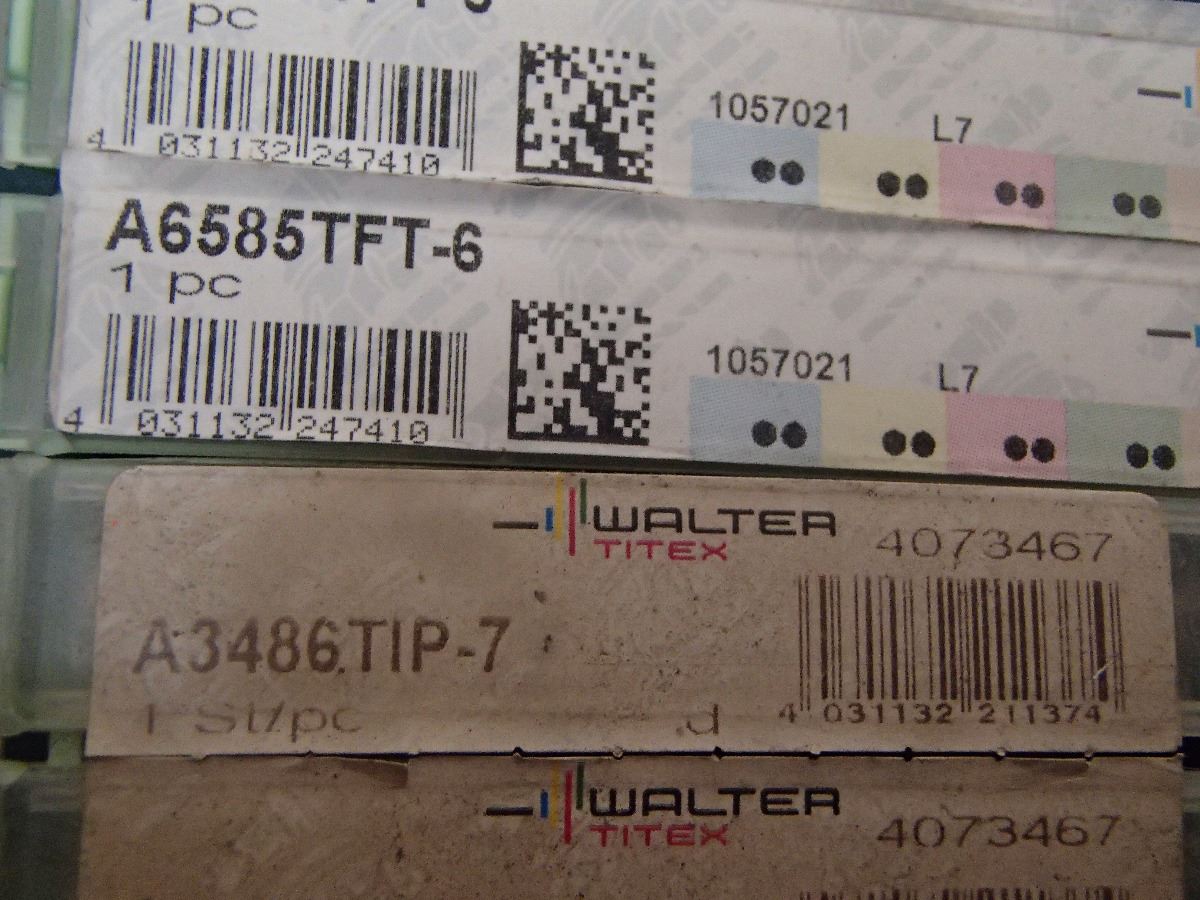 1 pc
4 031132 247410
1057021 L7
A6585TFT-6
1 pc
4 031132 247410
1057021 L7
WALTER
TITEX
4073467
A3486TIP-7
1 St/pc .d
4 031132 211374
WALTER
TITEX
4073467